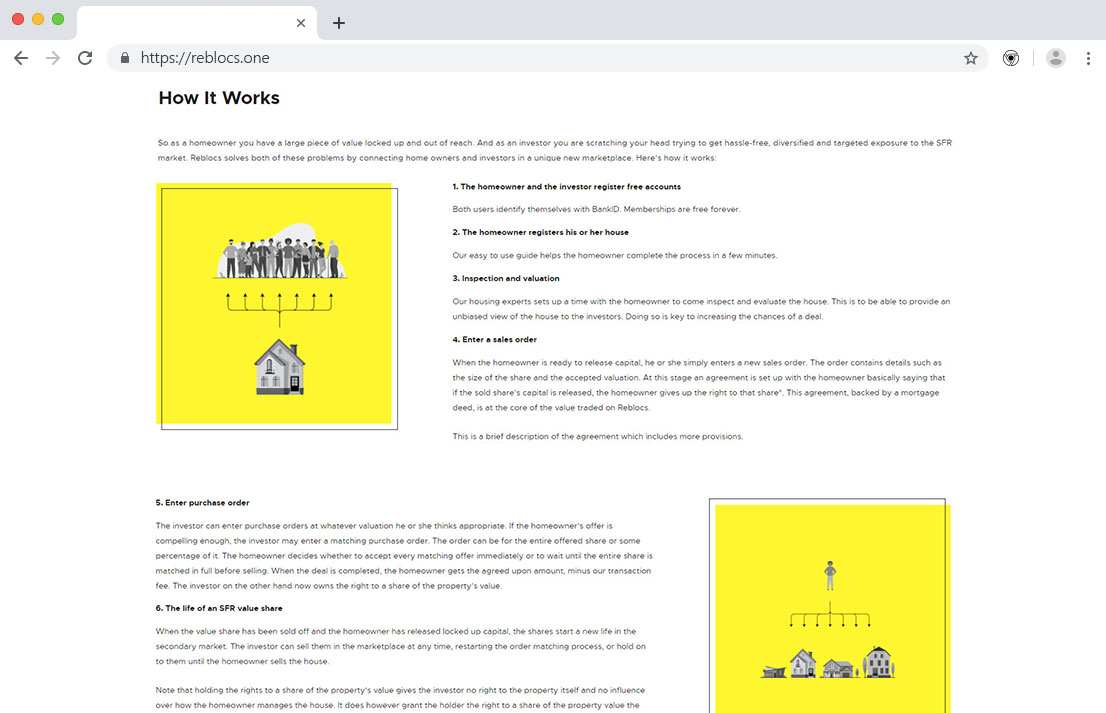 https://reblocs.one
How It Works
So as a homeowner you have a large piece of value locked up and out of reach. And as an investor you are scratching your head trying to get hassle-free, diversified and targeted exposure to the SFR
market. Reblocs solves both of these problems by connecting home owners and investors in a unique new marketplace. Here's how it works:
1. The homeowner and the investor register free accounts
Both users identify themselves with BankID. Memberships are free forever.
2. The homeowner registers his or her house
Our easy to use guide helps the homeowner complete the process in a few minutes.
3. Inspection and valuation
Our housing experts sets up a time with the homeowner to come inspect and evaluate the house. This is to be able to provide an
unbiased view of the house to the investors. Doing so is key to increasing the chances of a deal.
4. Enter a sales order
When the homeowner is ready to release capital, he or she simply enters a new sales order. The order contains details such as
the size of the share and the accepted valuation. At this stage an agreement is set up with the homeowner basically saying that
if the sold share's capital is released, the homeowner gives up the right to that share*. This agreement, backed by a mortgage
deed, is at the core of the value traded on Reblocs.
This is a brief description of the agreement which includes more provisions.
5. Enter purchase order
The investor can enter purchase orders at whatever valuation he or she thinks appropriate. If the homeowner's offer is
compelling enough, the investor may enter a matching purchase order. The order can be for the entire offered share or some
percentage of it. The homeowner decides whether to accept every matching offer immediately or to wait until the entire share is
matched in full before selling. When the deal is completed, the homeowner gets the agreed upon amount, minus our transaction
fee. The investor on the other hand now owns the right to a share of the property's value.
6. The life of an SFR value share
When the value share has been sold off and the homeowner has released locked up capital, the shares start a new life in the
secondary market. The investor can sell them in the marketplace at any time, restarting the order matching process, or hold on
to them until the homeowner sells the house.
Note that holding the rights to a share of the property's value gives the investor no right to the property itself and no influence
over how the homeowner manages the house. It does however grant the holder the right to a share of the property value the